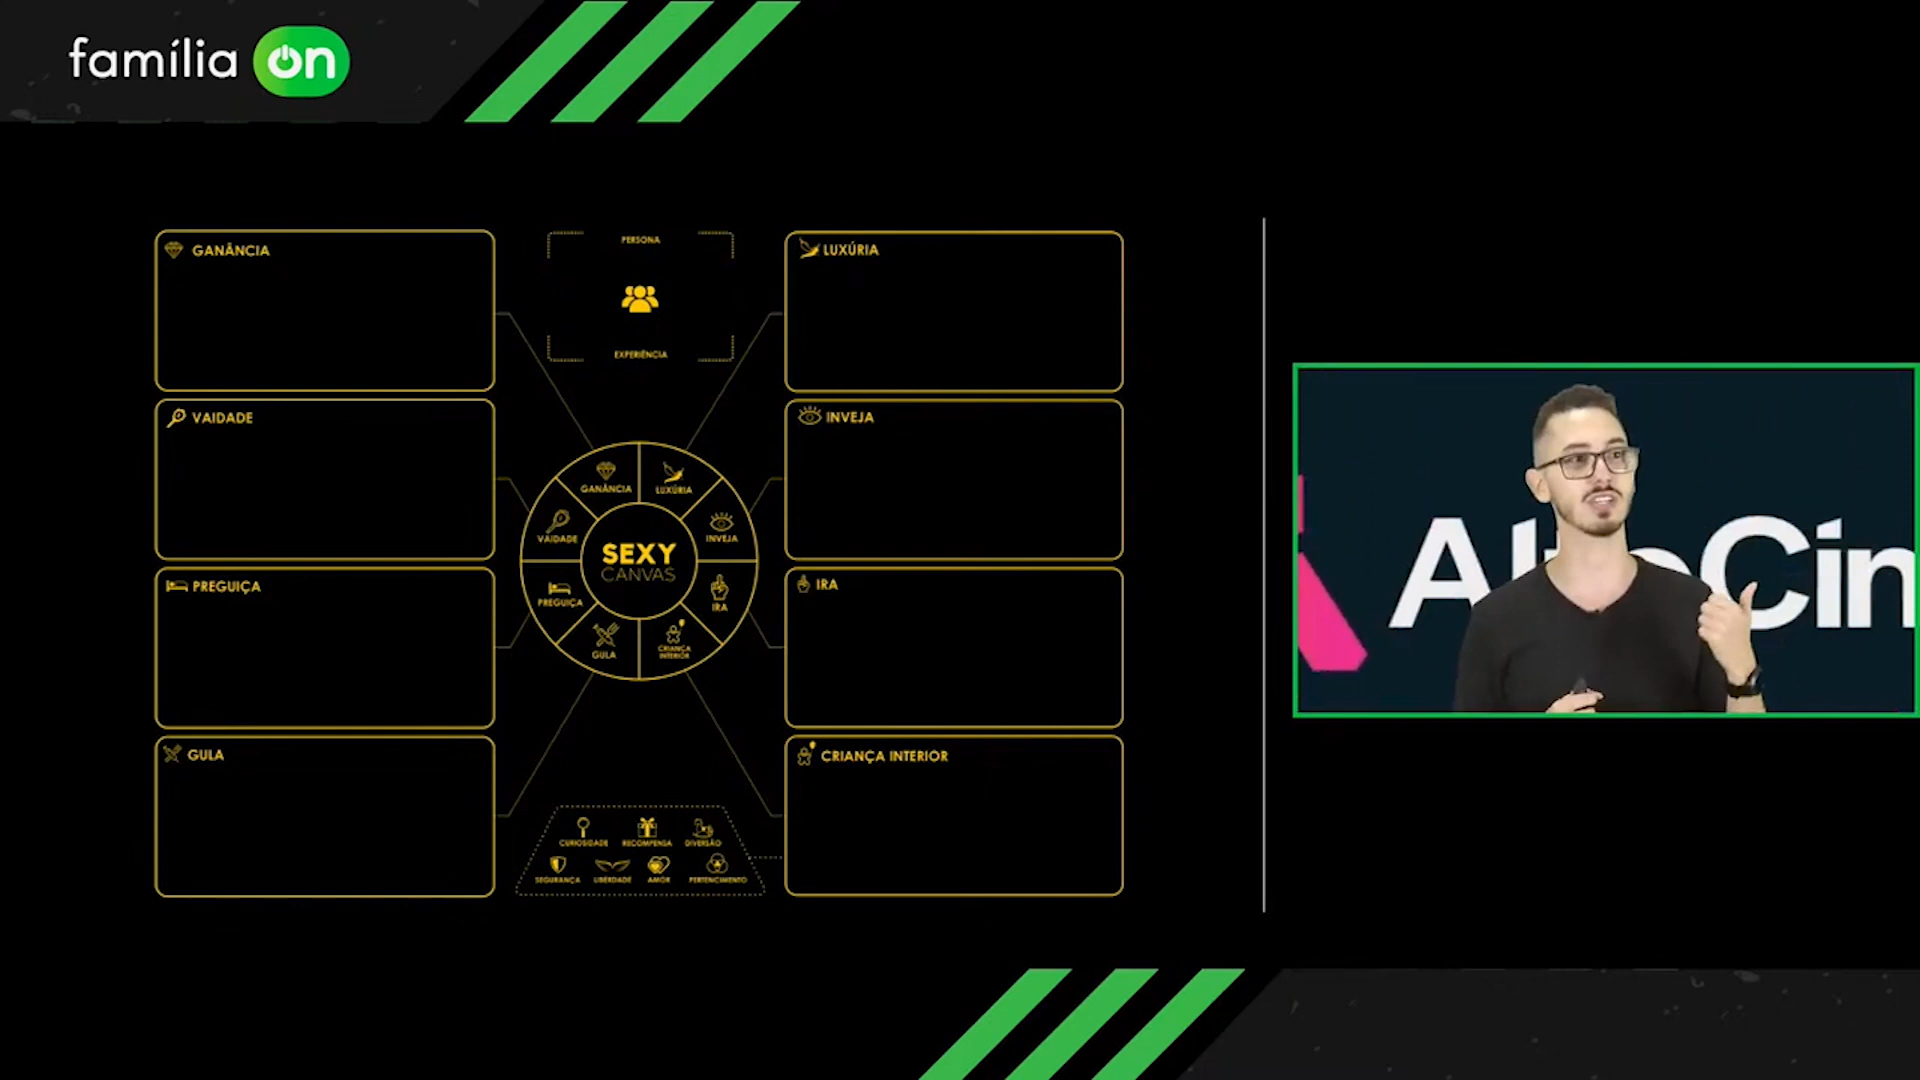 família on
GANÂNCIA
PERSONA
LUXÚRIA
EXPERIÊNCIA
VAIDADE
INVEJA
GANÂNCIA
LUXÚRIA
VAIDADE
INVEJA
SEXY
CANVAS
PREGUIÇA
IRA
PREGUIÇA
IRA
GULA
CRIANÇA
INTERIOR
GULA
CRIANÇA INTERIOR
CURIOSIDADE RECOMPENSA DIVERSÃO
SEGURANÇA LIBERDADE AMOR PERTENCIMENTO